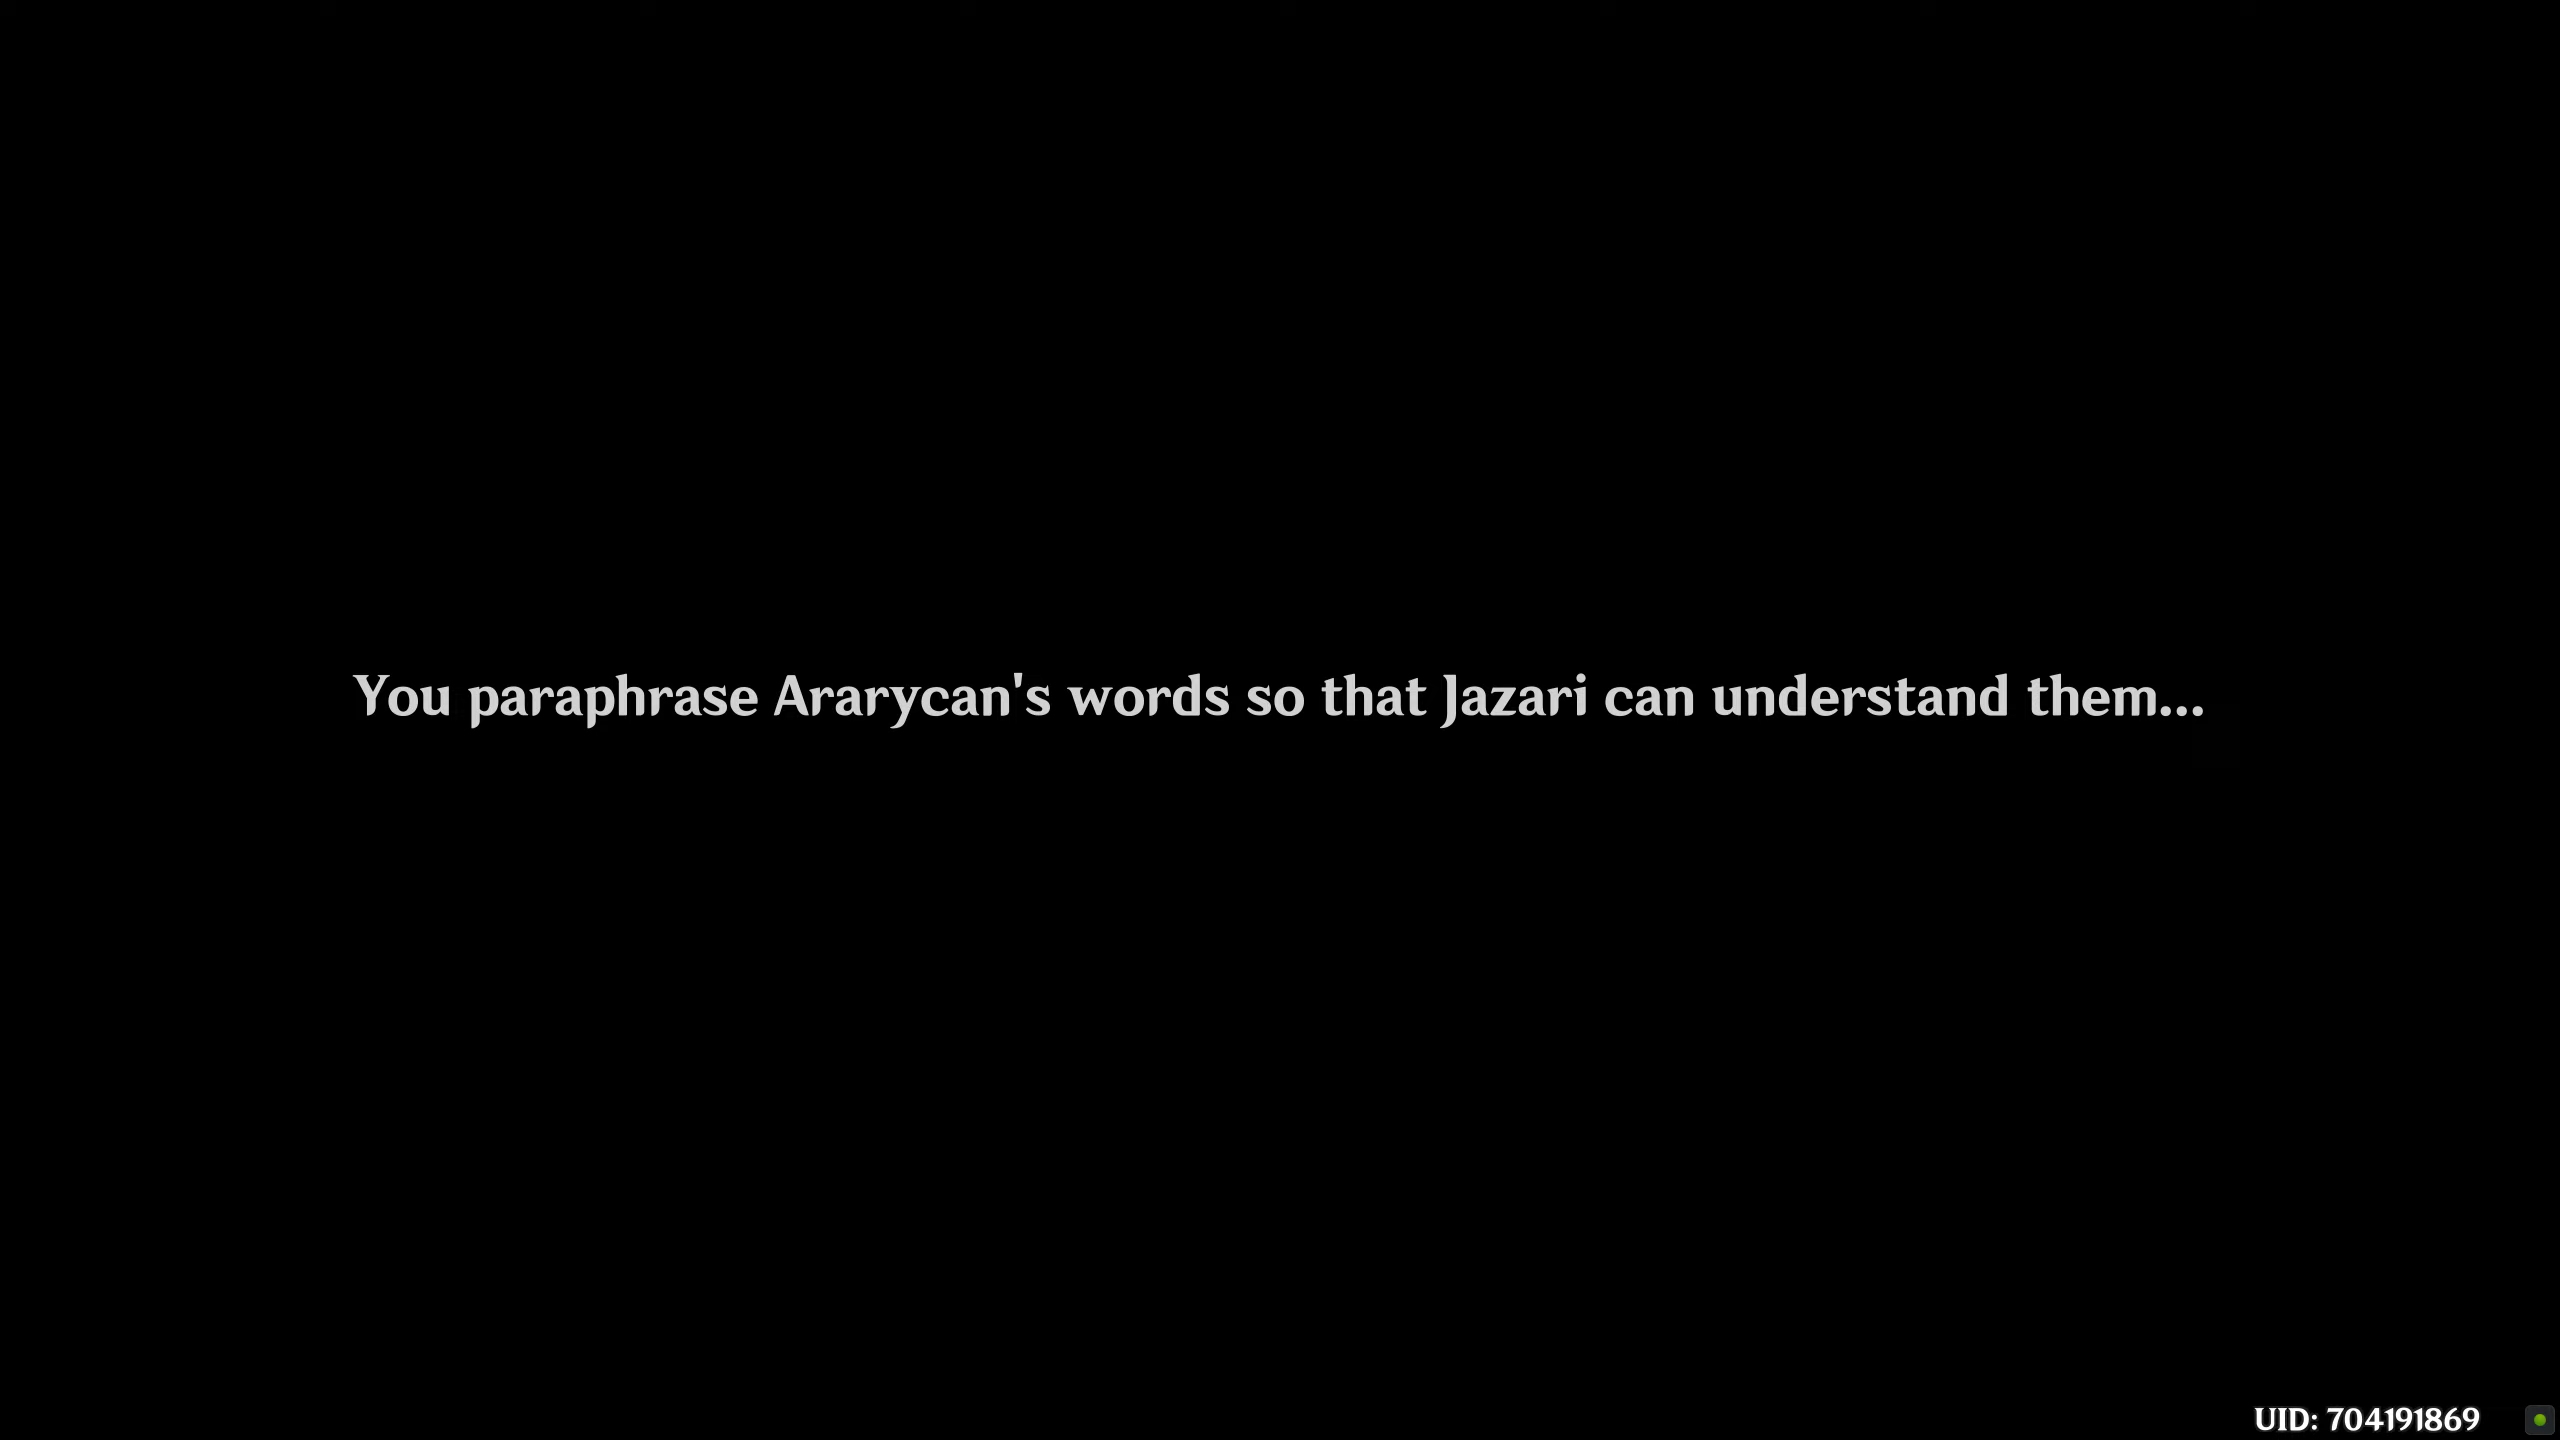 You paraphrase Ararycan's words so that Jazari can understand them...
UID: 704191869